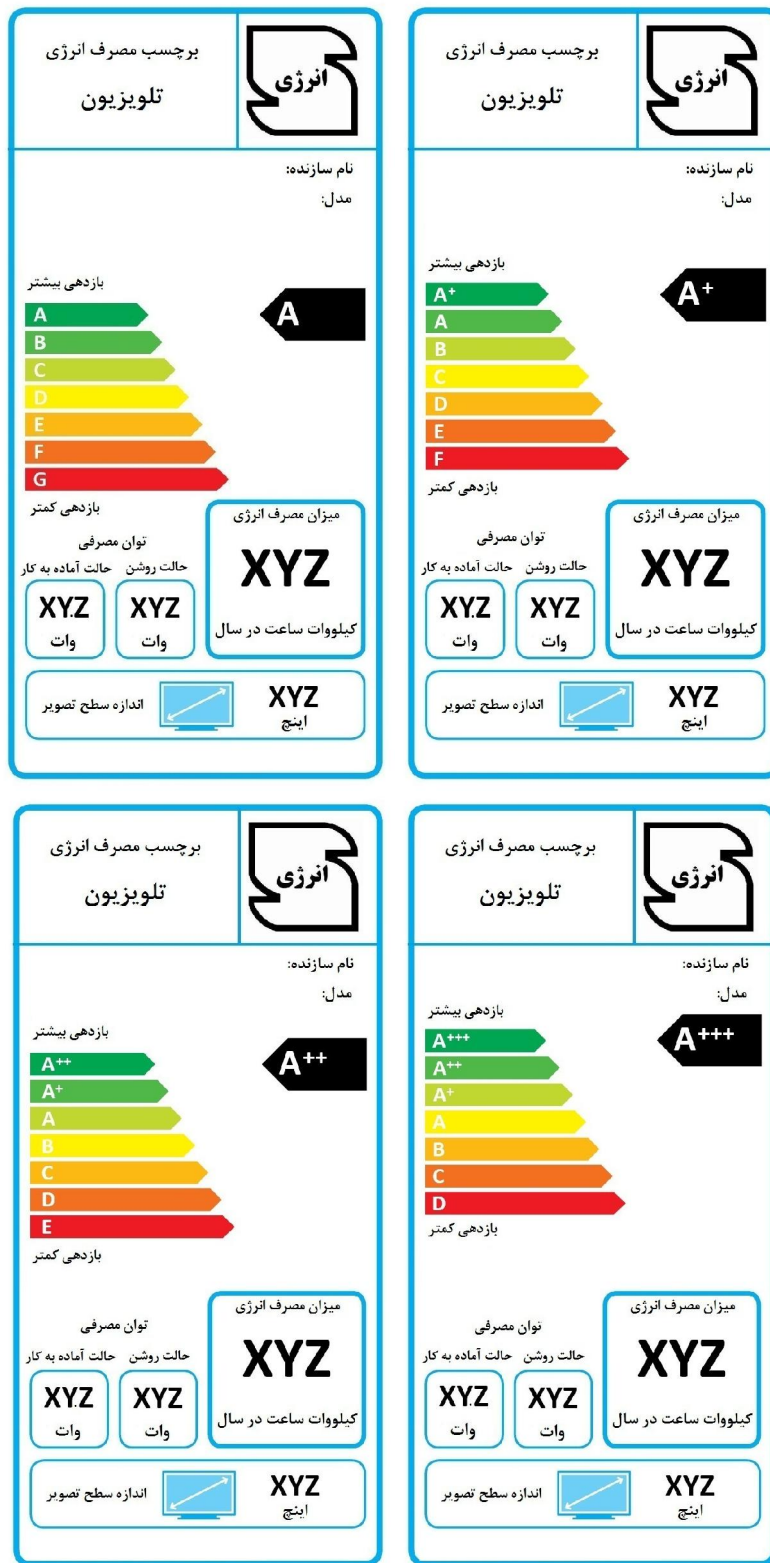 برچسب مصرف انرژی
تلویزیون
انرژی
نام سازنده:
مدل:
بازدهی بیشتر
A
A
B
C
D
E
F
G
بازدهی کمتر
میزان مصرف انرژی
XYZ
کیلووات ساعت در سال
توان مصرفی
حالت روشن
حالت آماده به کار
XYZ
وات
XY.Z
وات
اندازه سطح تصویر
XYZ
اینچ
برچسب مصرف انرژی
تلویزیون
انرژی
نام سازنده:
مدل:
بازدهی بیشتر
A+
A+
A
B
C
D
E
F
بازدهی کمتر
میزان مصرف انرژی
XYZ
کیلووات ساعت در سال
توان مصرفی
حالت روشن
حالت آماده به کار
XYZ
وات
XY.Z
وات
اندازه سطح تصویر
XYZ
اینچ
برچسب مصرف انرژی
تلویزیون
انرژی
نام سازنده:
مدل:
بازدهی بیشتر
A++
A++
A+
A
B
C
D
E
بازدهی کمتر
میزان مصرف انرژی
XYZ
کیلووات ساعت در سال
توان مصرفی
حالت روشن
حالت آماده به کار
XYZ
وات
XY.Z
وات
اندازه سطح تصویر
XYZ
اینچ
برچسب مصرف انرژی
تلویزیون
انرژی
نام سازنده:
مدل:
بازدهی بیشتر
A+++
A+++
A++
A+
A
B
C
D
بازدهی کمتر
میزان مصرف انرژی
XYZ
کیلووات ساعت در سال
توان مصرفی
حالت روشن
حالت آماده به کار
XYZ
وات
XY.Z
وات
اندازه سطح تصویر
XYZ
اینچ